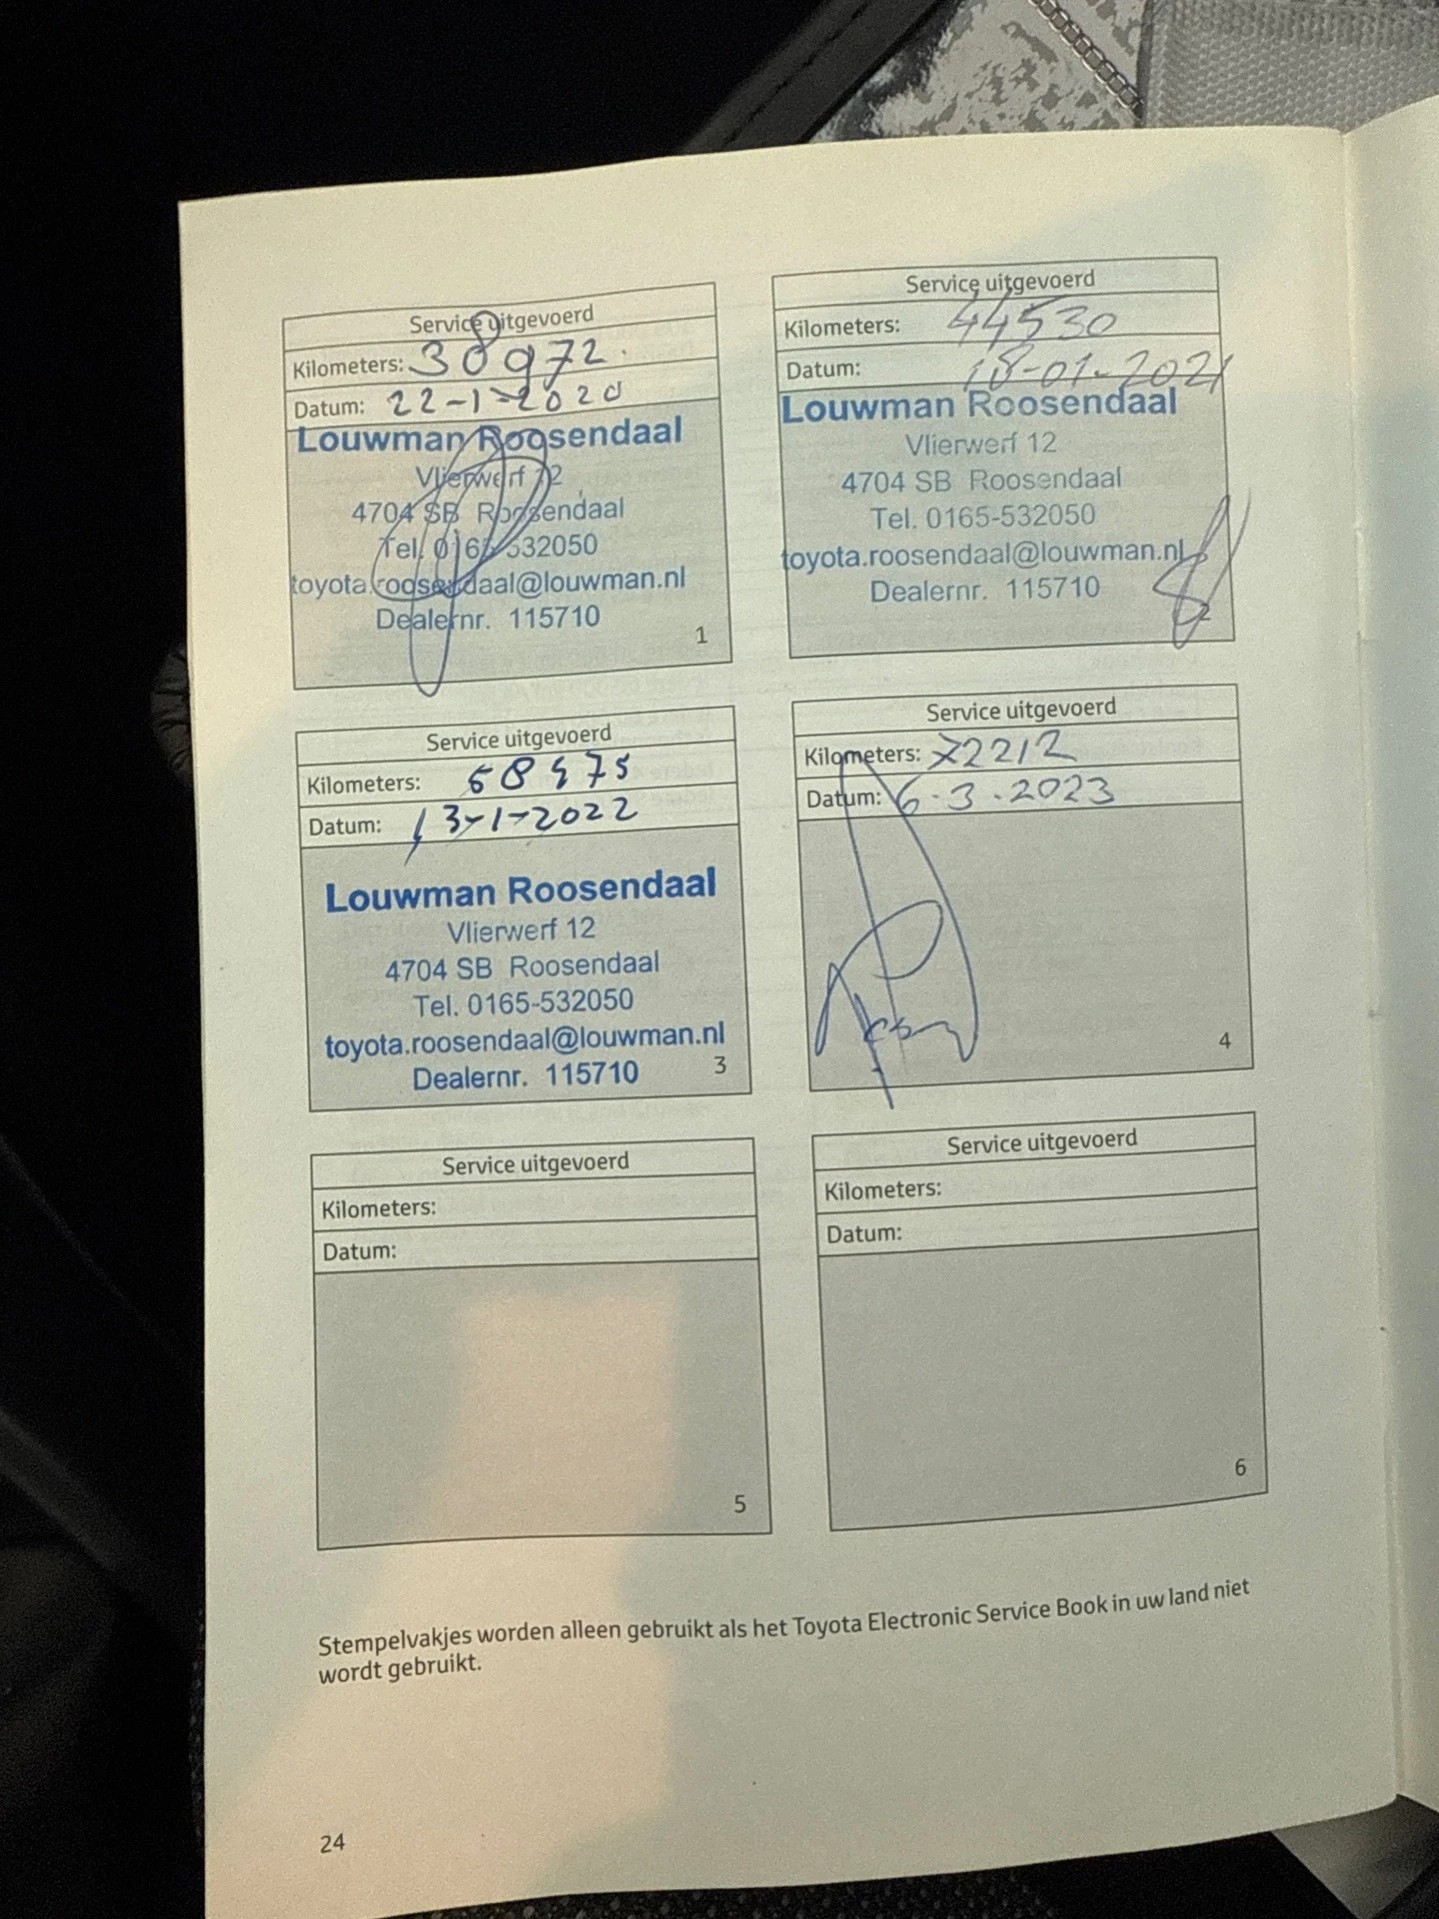 Service uitgevoerd
Kilometers: 38972
Datum: 22-1-2020
Louwman Roosendaal
Vlierwerf 12
4704 SB Roosendaal
Tel. 0165-532050
toyota.roosendaal@louwman.nl
Dealernr. 115710
1
Service uitgevoerd
Kilometers: 44530
Datum: 18-01-2021
Louwman Roosendaal
Vlierwerf 12
4704 SB Roosendaal
Tel. 0165-532050
toyota.roosendaal@louwman.nl
Dealernr. 115710
Service uitgevoerd
Kilometers:
Datum: 13-1-2022
Louwman Roosendaal
Vlierwerf 12
4704 SB Roosendaal
Tel. 0165-532050
toyota.roosendaal@louwman.nl
Dealernr. 115710
3
Service uitgevoerd
Kilometers: 72212
Datum: 6-3-2023
4
Service uitgevoerd
Kilometers:
Datum:
5
Service uitgevoerd
Kilometers:
Datum:
6
Stempelvakjes worden alleen gebruikt als het Toyota Electronic Service Book in uw land niet
wordt gebruikt.
24